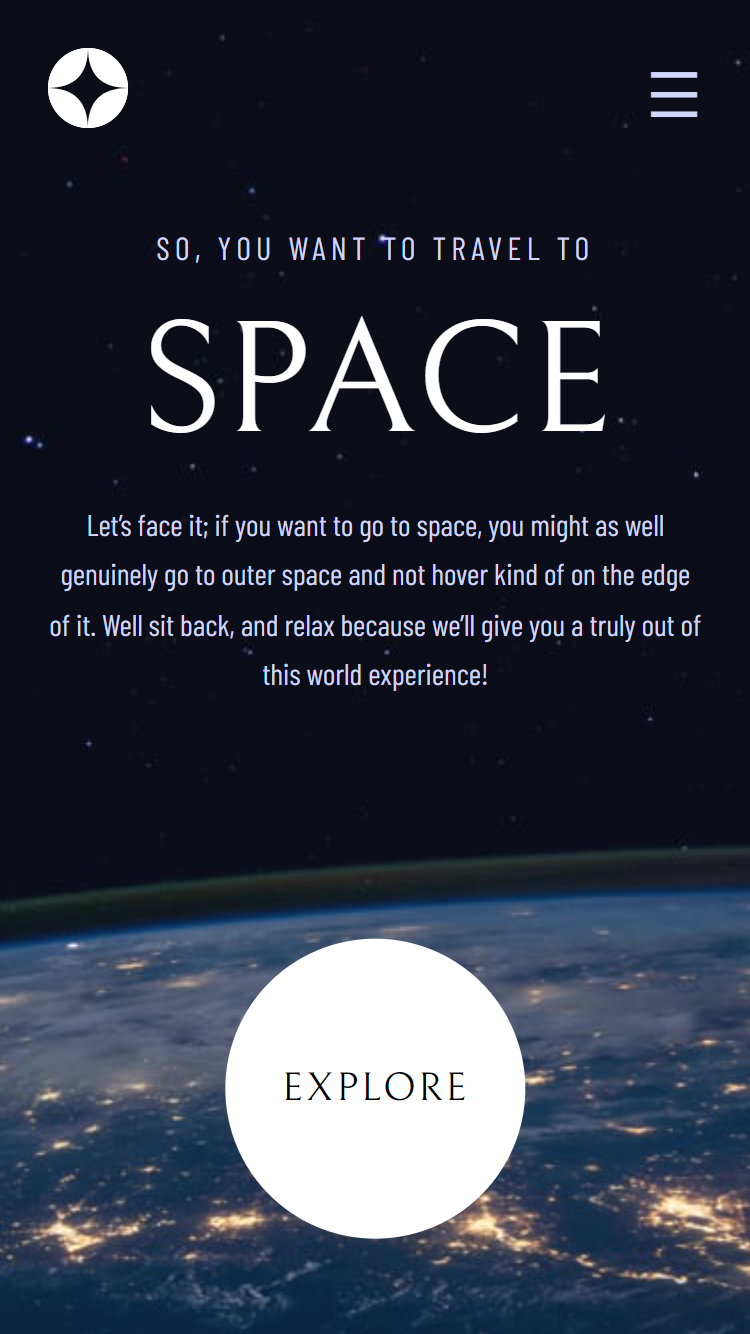 SO, YOU WANT TO TRAVEL TO
SPACE
Let’s face it; if you want to go to space, you might as well
genuinely go to outer space and not hover kind of on the edge
of it. Well sit back, and relax because we’ll give you a truly out of
this world experience!
EXPLORE